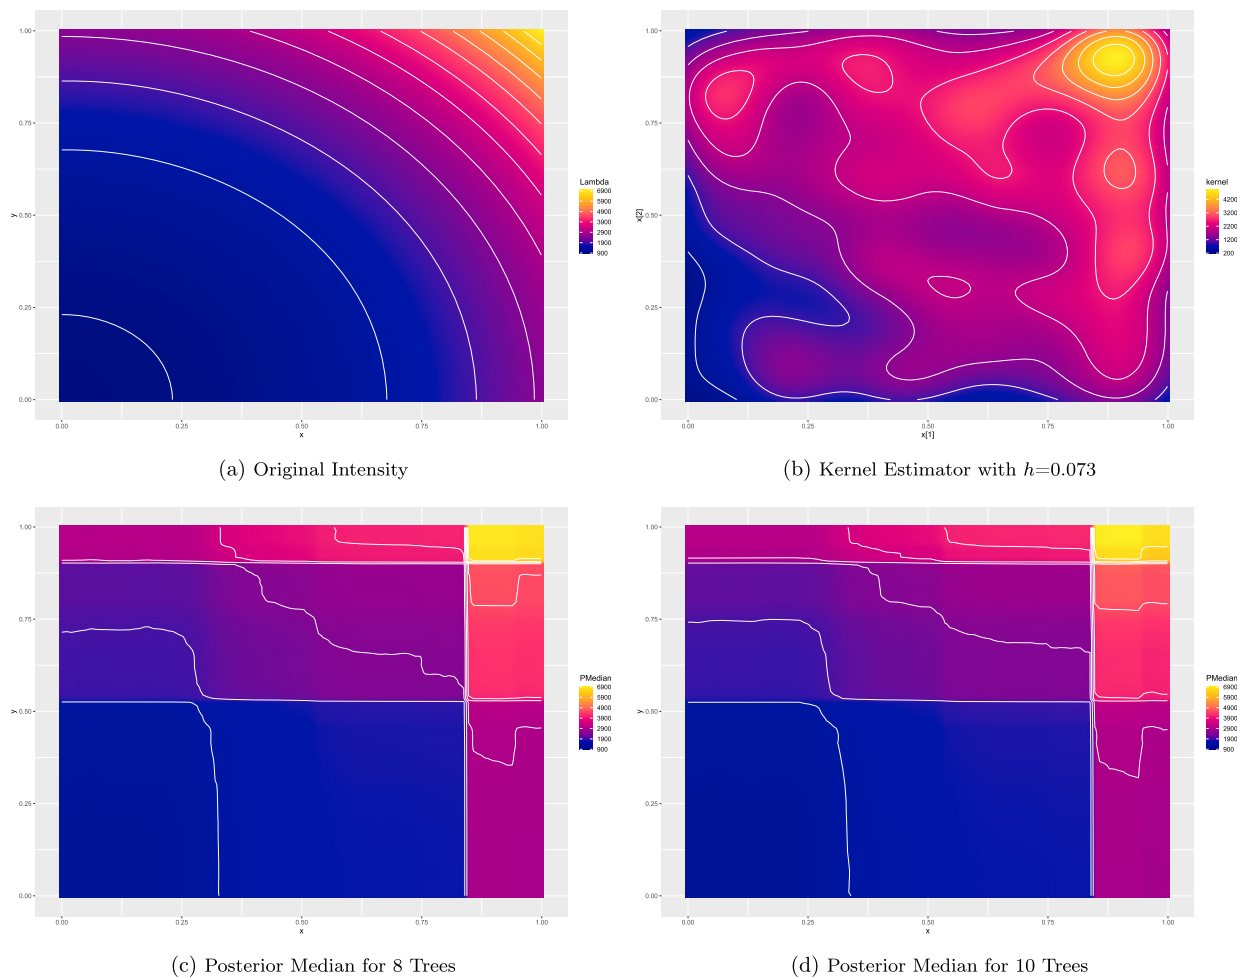 1.00
0.75
0.50
0.25
0.00
y
0.00 0.25 0.50 0.75 1.00
x
Lambda
6900
5900
4900
3900
2900
1900
900
(a) Original Intensity
1.00
0.75
0.50
0.25
0.00
x[2]
0.00 0.25 0.50 0.75 1.00
x[1]
kernel
4200
3200
2200
1200
200
(b) Kernel Estimator with h=0.073
1.00
0.75
0.50
0.25
0.00
y
0.00 0.25 0.50 0.75 1.00
x
PMedian
6900
5900
4900
3900
2900
1900
900
(c) Posterior Median for 8 Trees
1.00
0.75
0.50
0.25
0.00
y
0.00 0.25 0.50 0.75 1.00
x
PMedian
6900
5900
4900
3900
2900
1900
900
(d) Posterior Median for 10 Trees